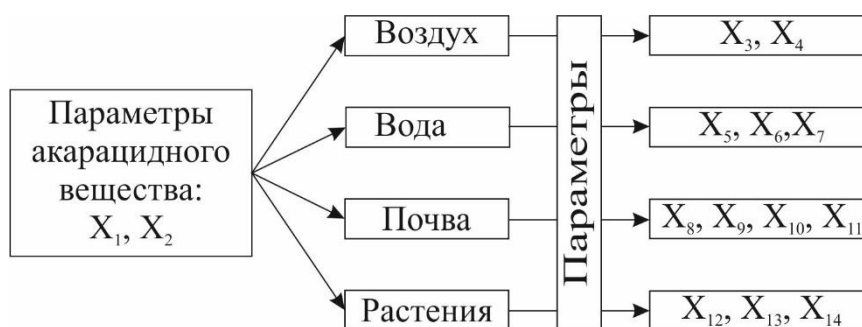 Параметры
акарацидного
вещества:
X₁, X₂
Воздух
Вода
Почва
Растения
Параметры
X₃, X₄
X₅, X₆,X₇
X₈, X₉, X₁₀, X₁₁
X₁₂, X₁₃, X₁₄